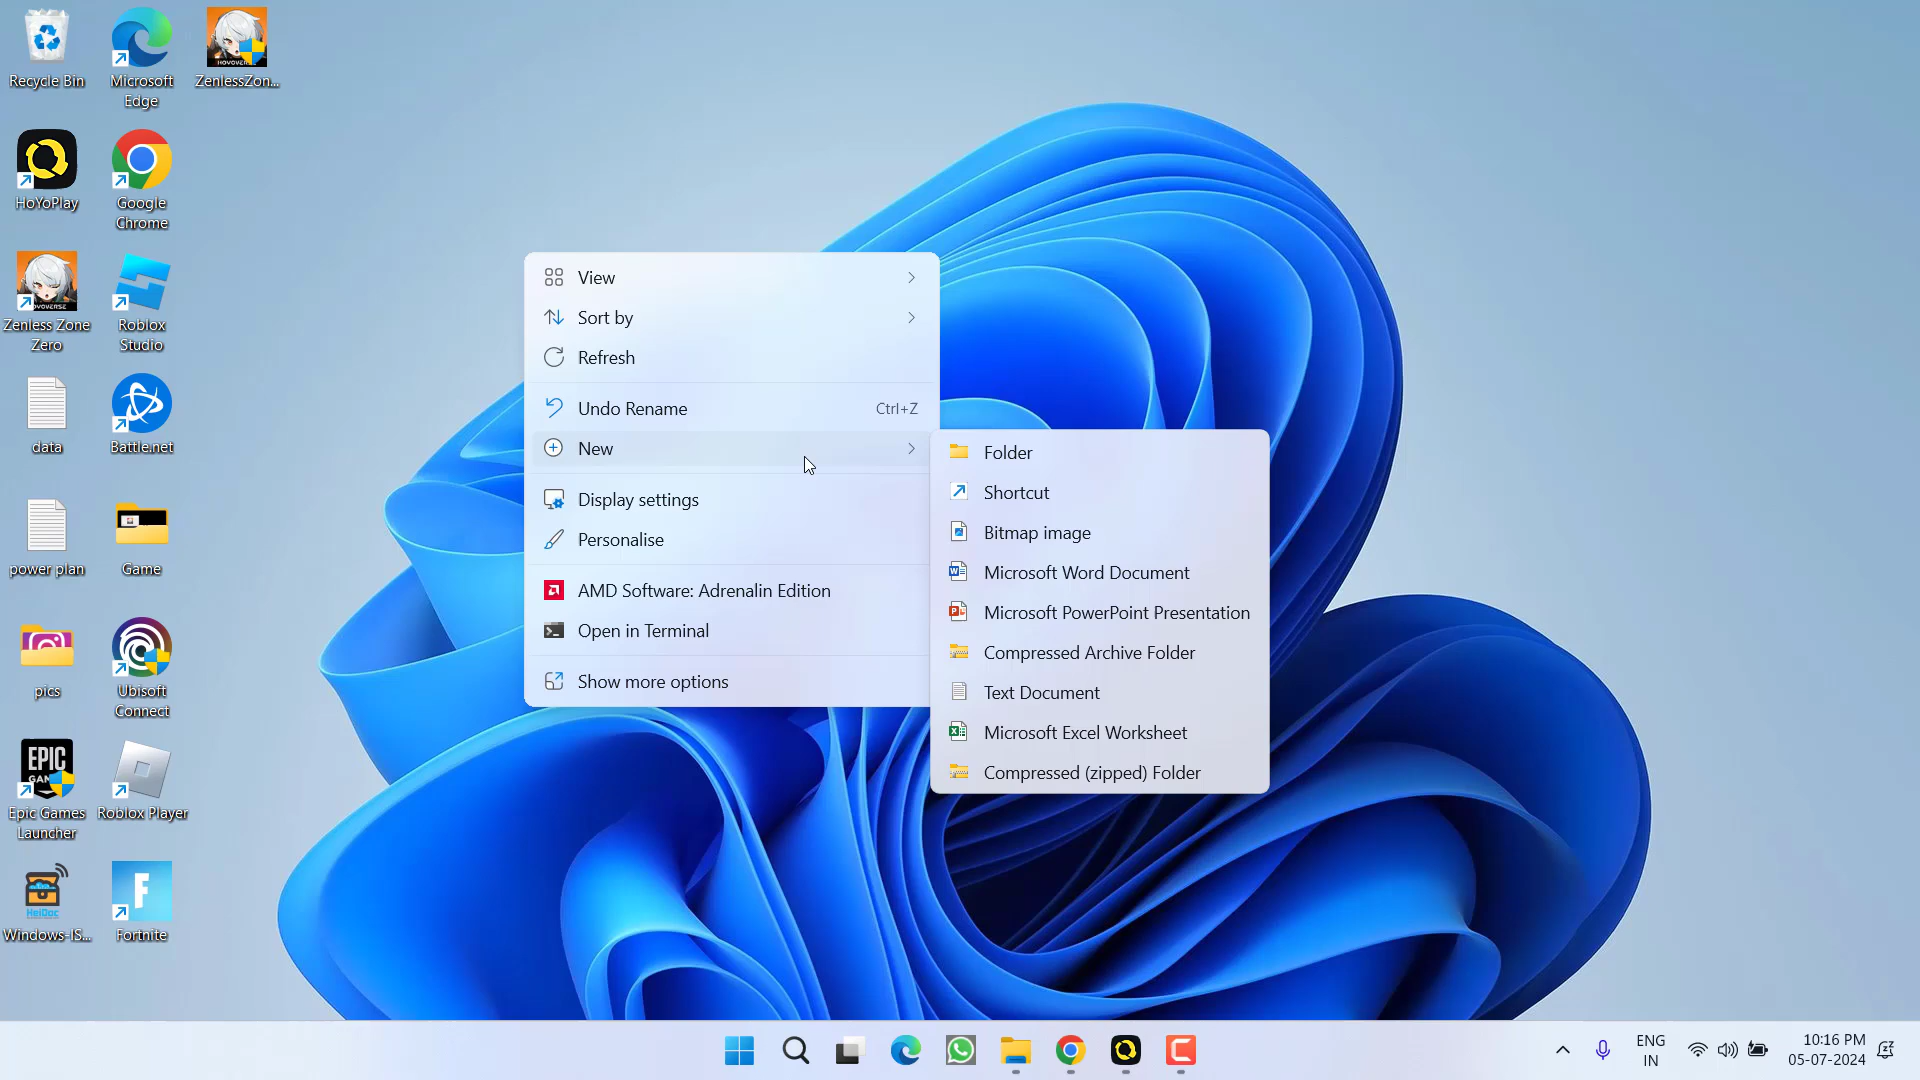 Recycle Bin
Microsoft
Edge
ZenlessZon...
HoYoPlay
Google
Chrome
Zenless Zone
Zero
Roblox
Studio
data
Battle.net
power plan
Game
pics
Ubisoft
Connect
EPIC
Epic Games
Launcher
Roblox Player
HeiDoc
Windows-IS...
F
Fortnite
View
Sort by
Refresh
Undo Rename Ctrl+Z
New
Display settings
Personalise
AMD Software: Adrenalin Edition
Open in Terminal
Show more options
Folder
Shortcut
Bitmap image
Microsoft Word Document
Microsoft PowerPoint Presentation
Compressed Archive Folder
Text Document
Microsoft Excel Worksheet
Compressed (zipped) Folder
ENG
IN
10:16 PM
05-07-2024